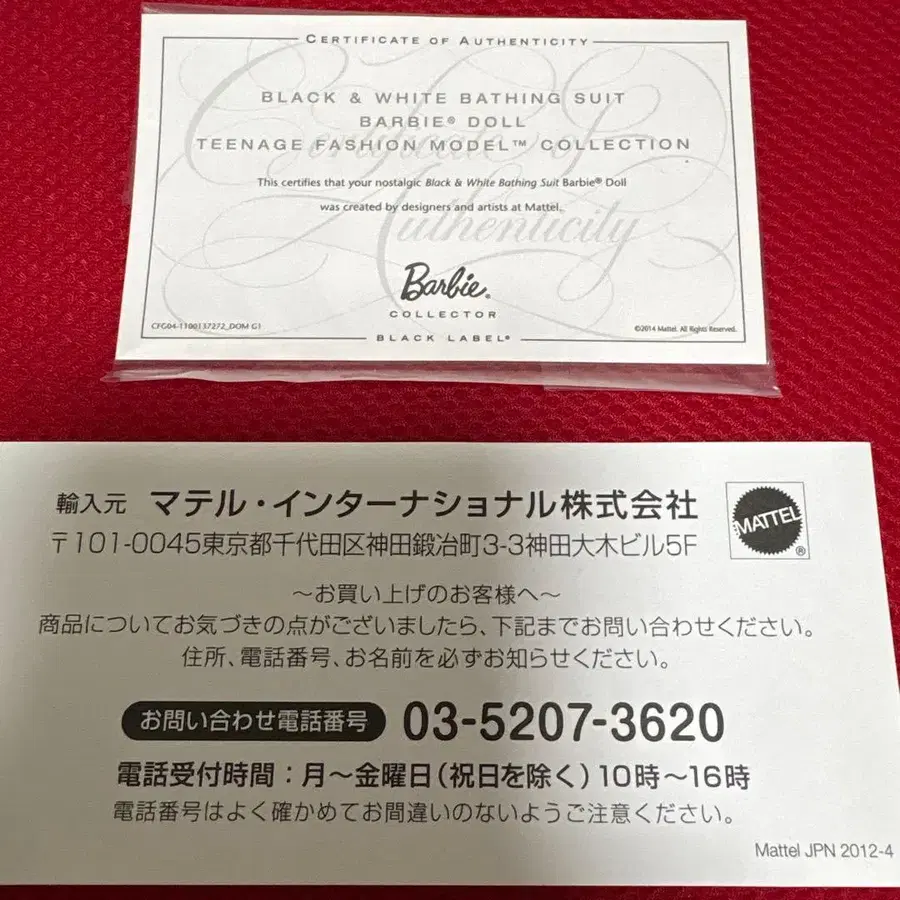 CERTIFICATE OF AUTHENTICITY
BLACK & WHITE BATHING SUIT
BARBIE® DOLL
TEENAGE FASHION MODEL™ COLLECTION
Certificate of
Authenticity
This certifies that your nostalgic Black & White Bathing Suit Barbie® Doll
was created by designers and artists at Mattel.
Barbie®
COLLECTOR
CFG04-1100137272_DOM G1
©2014 Mattel. All Rights Reserved.
BLACK LABEL®
輸入元 マテル・インターナショナル株式会社
MATTEL®
〒101-0045東京都千代田区神田鍛冶町3-3神田大木ビル5F
～お買い上げのお客様へ～
商品についてお気づきの点がございましたら、下記までお問い合わせください。
住所、電話番号、お名前を必ずお知らせください。
お問い合わせ電話番号 03-5207-3620
電話受付時間：月～金曜日(祝日を除く)10時～16時
電話番号はよく確かめてお間違いのないようご注意ください。
Mattel JPN 2012-4